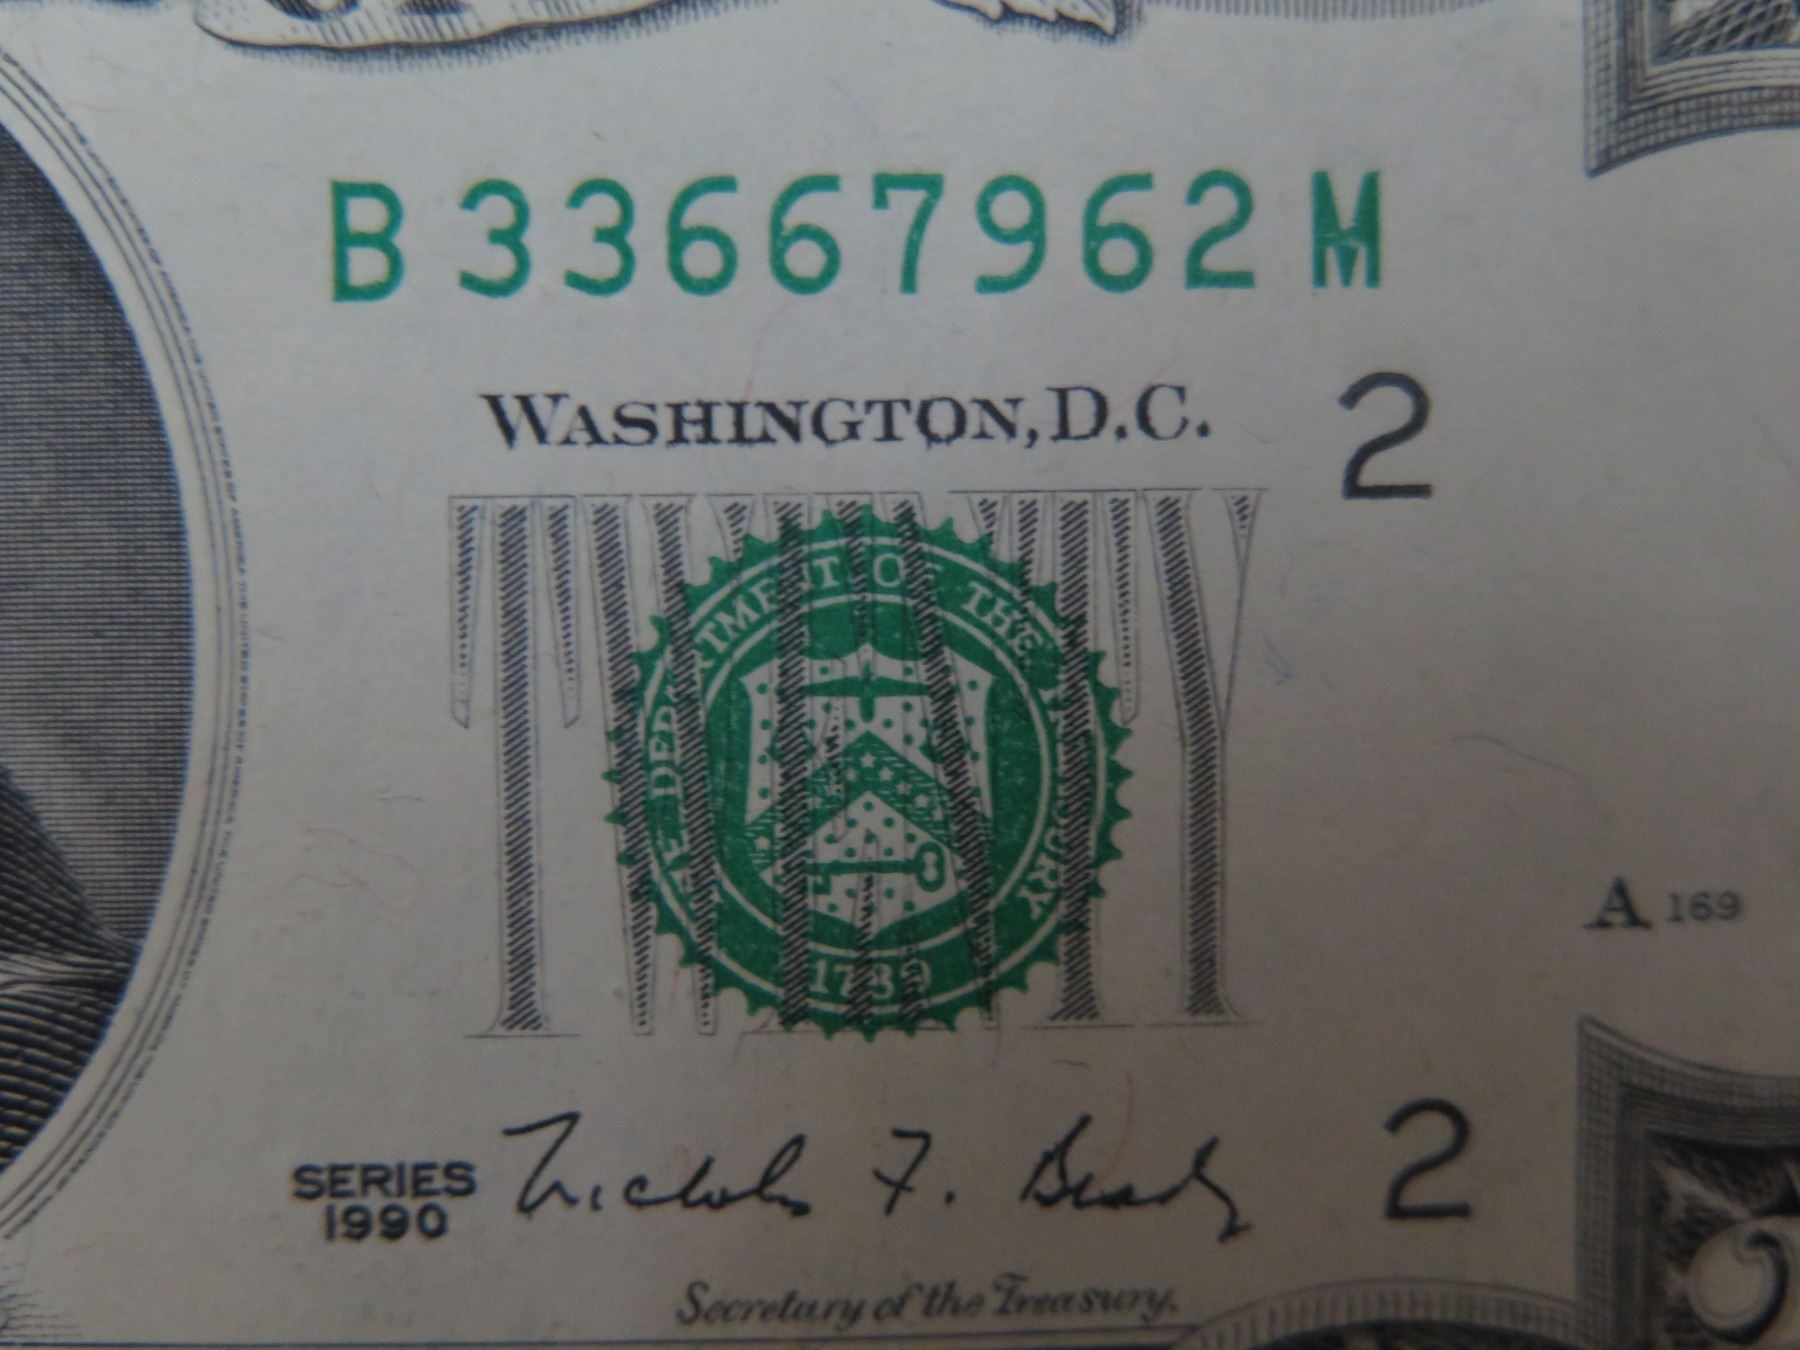 B33667962M
WASHINGTON, D.C.
2
TWENTY
THE DEPARTMENT OF THE TREASURY
1789
A 169
SERIES
1990
Nicholas F. Brady
2
Secretary of the Treasury.